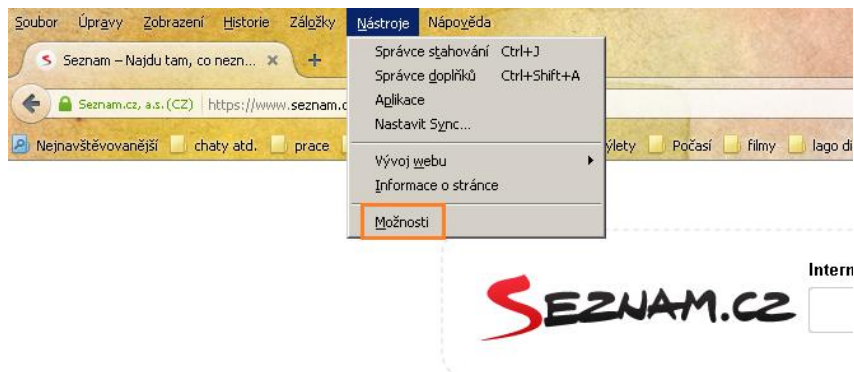 Soubor Úpravy Zobrazení Historie Záložky Nástroje Nápověda
Seznam – Najdu tam, co nezn... × +
Správce stahování Ctrl+J
Správce doplňků Ctrl+Shift+A
Aplikace
Nastavit Sync...
Vývoj webu
Informace o stránce
Možnosti
Seznam.cz, a.s. (CZ) https://www.seznam.c
Nejnavštěvovanější chaty atd. prace ýlety Počasí filmy lago di
Intern
SEZNAM.CZ